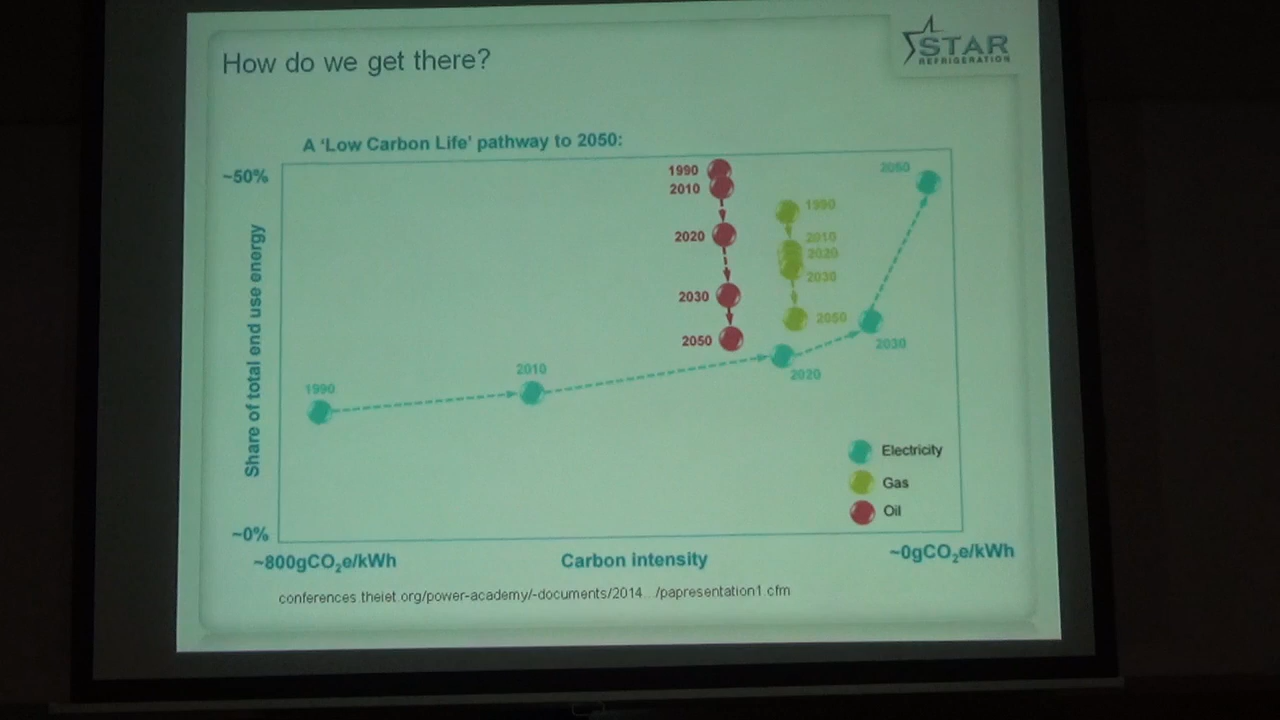 How do we get there?
STAR
REFRIGERATION
A 'Low Carbon Life' pathway to 2050:
~50%
Share of total end use energy
~0%
1990
2010
2020
2030
2050
1990
2010
2020
2030
2050
1990
2010
2020
2030
2050
Electricity
Gas
Oil
~800gCO₂e/kWh
Carbon intensity
~0gCO₂e/kWh
conferences.theiet.org/power-academy/-documents/2014.../papresentation1.cfm